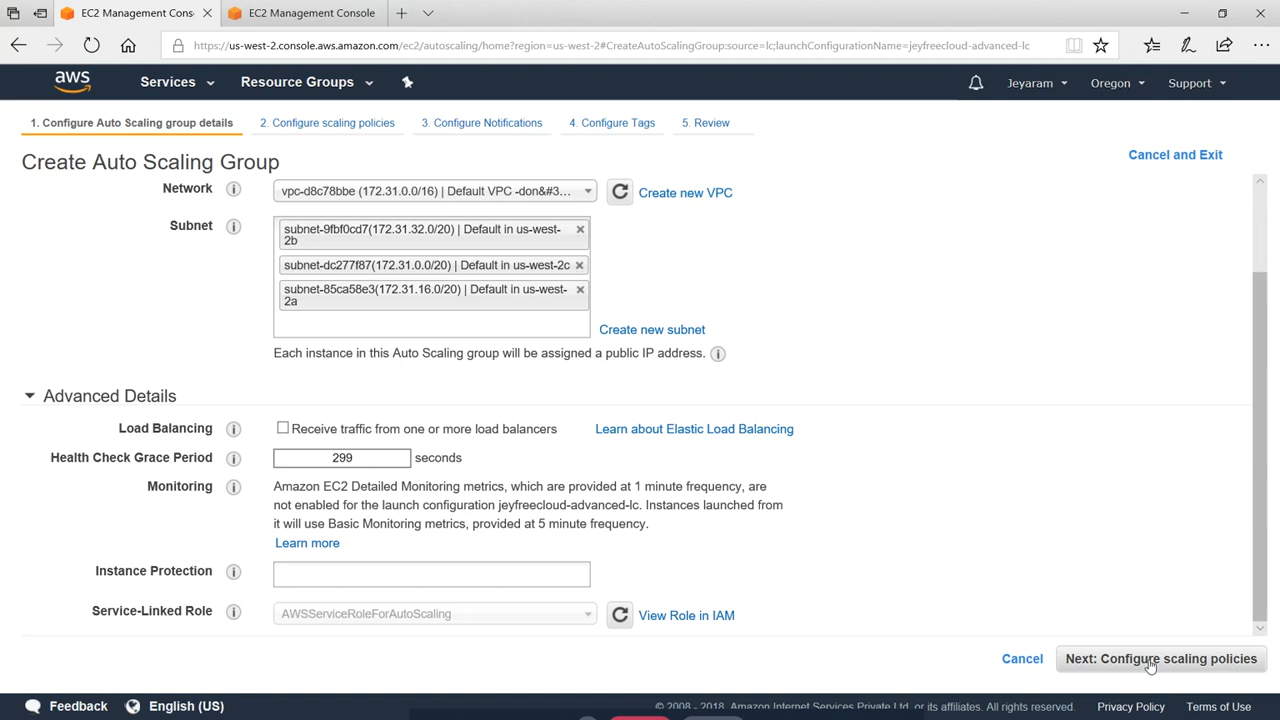 EC2 Management Cons
EC2 Management Console
https://us-west-2.console.aws.amazon.com/ec2/autoscaling/home?region=us-west-2#CreateAutoScalingGroup:source=lc;launchConfigurationName=jeyfreecloud-advanced-lc
aws
Services
Resource Groups
Jeyaram
Oregon
Support
1. Configure Auto Scaling group details
2. Configure scaling policies
3. Configure Notifications
4. Configure Tags
5. Review
Create Auto Scaling Group
Cancel and Exit
Network
vpc-d8c78bbe (172.31.0.0/16) | Default VPC -don&#3...
Create new VPC
Subnet
subnet-9fbf0cd7(172.31.32.0/20) | Default in us-west-
2b
subnet-dc277f87(172.31.0.0/20) | Default in us-west-2c
subnet-85ca58e3(172.31.16.0/20) | Default in us-west-
2a
Create new subnet
Each instance in this Auto Scaling group will be assigned a public IP address.
Advanced Details
Load Balancing
Receive traffic from one or more load balancers
Learn about Elastic Load Balancing
Health Check Grace Period
299
seconds
Monitoring
Amazon EC2 Detailed Monitoring metrics, which are provided at 1 minute frequency, are
not enabled for the launch configuration jeyfreecloud-advanced-lc. Instances launched from
it will use Basic Monitoring metrics, provided at 5 minute frequency.
Learn more
Instance Protection
Service-Linked Role
AWSServiceRoleForAutoScaling
View Role in IAM
Cancel
Next: Configure scaling policies
Feedback
English (US)
© 2008 - 2018, Amazon Internet Services Private Ltd. or its affiliates. All rights reserved.
Privacy Policy
Terms of Use